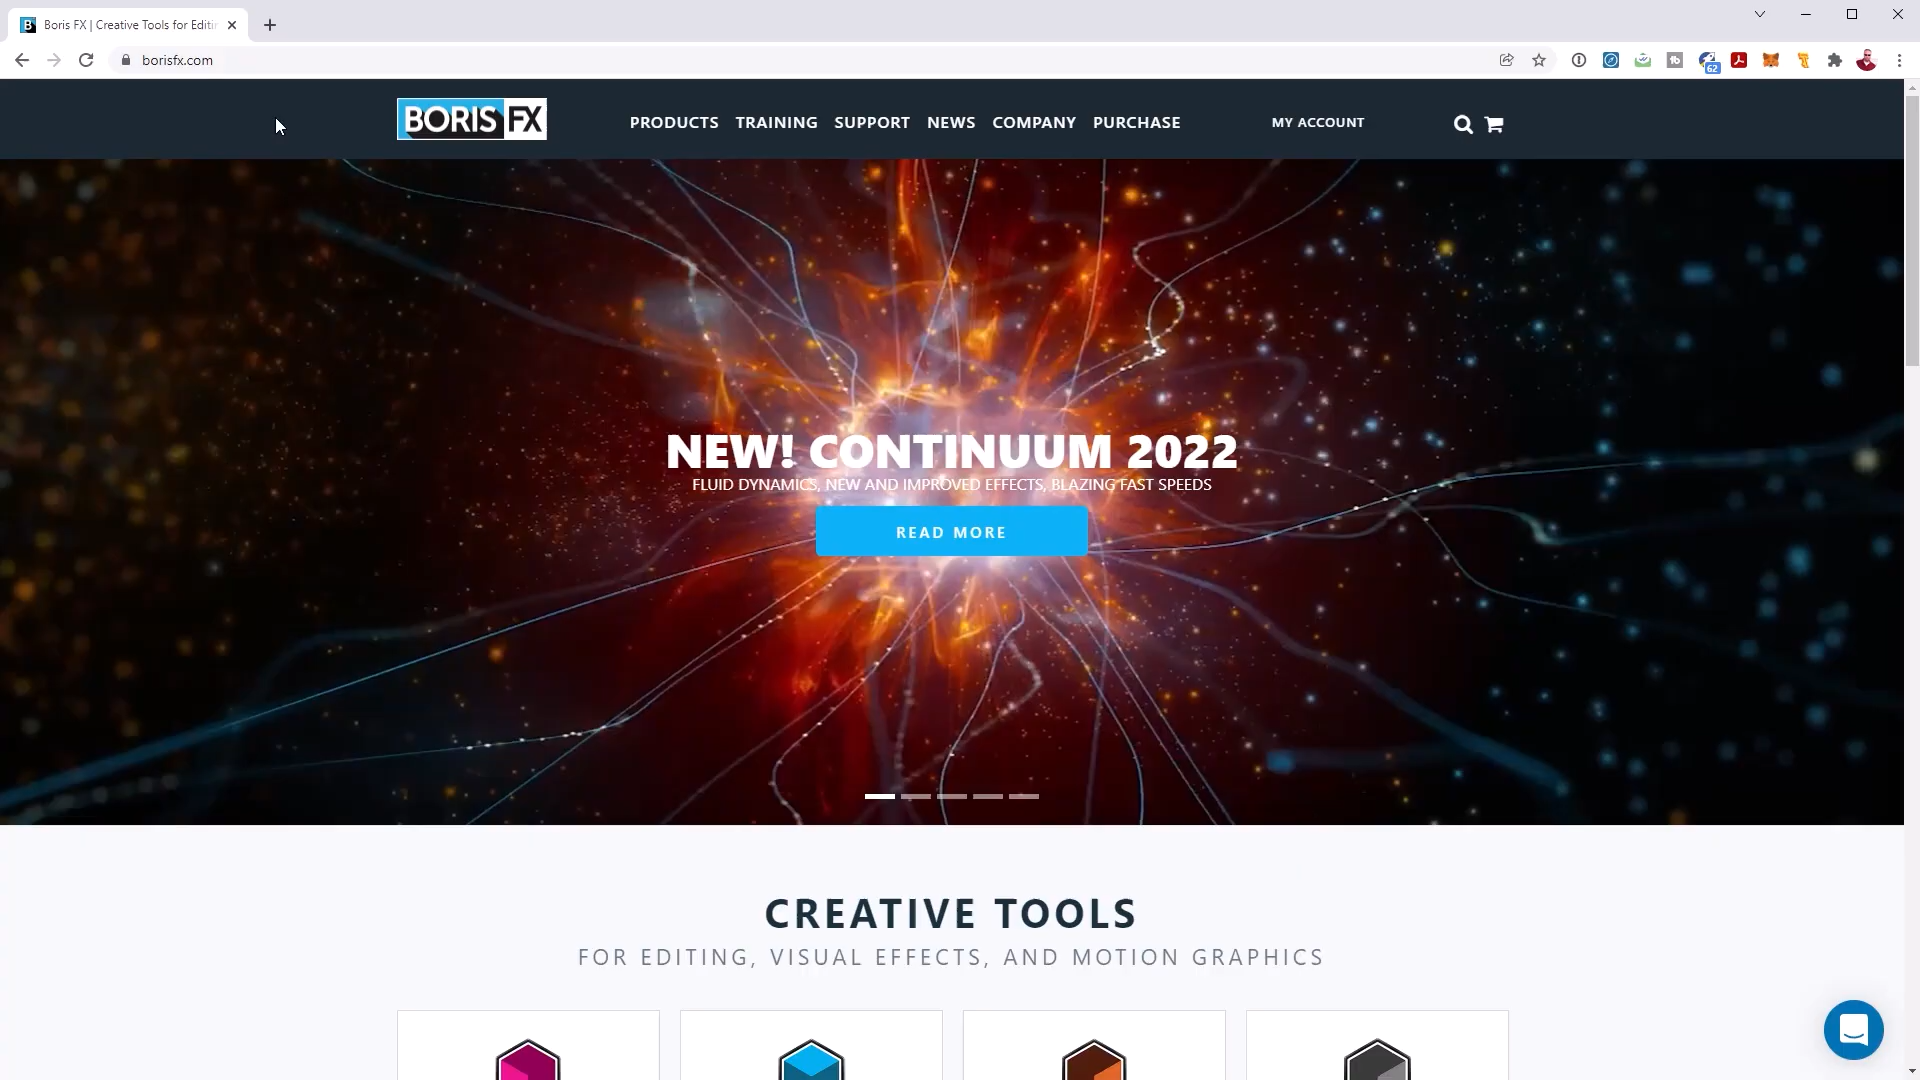 Boris FX | Creative Tools for Editin
borisfx.com
62
BORIS FX
PRODUCTS TRAINING SUPPORT NEWS COMPANY PURCHASE MY ACCOUNT
NEW! CONTINUUM 2022
FLUID DYNAMICS, NEW AND IMPROVED EFFECTS, BLAZING FAST SPEEDS
READ MORE
CREATIVE TOOLS
FOR EDITING, VISUAL EFFECTS, AND MOTION GRAPHICS